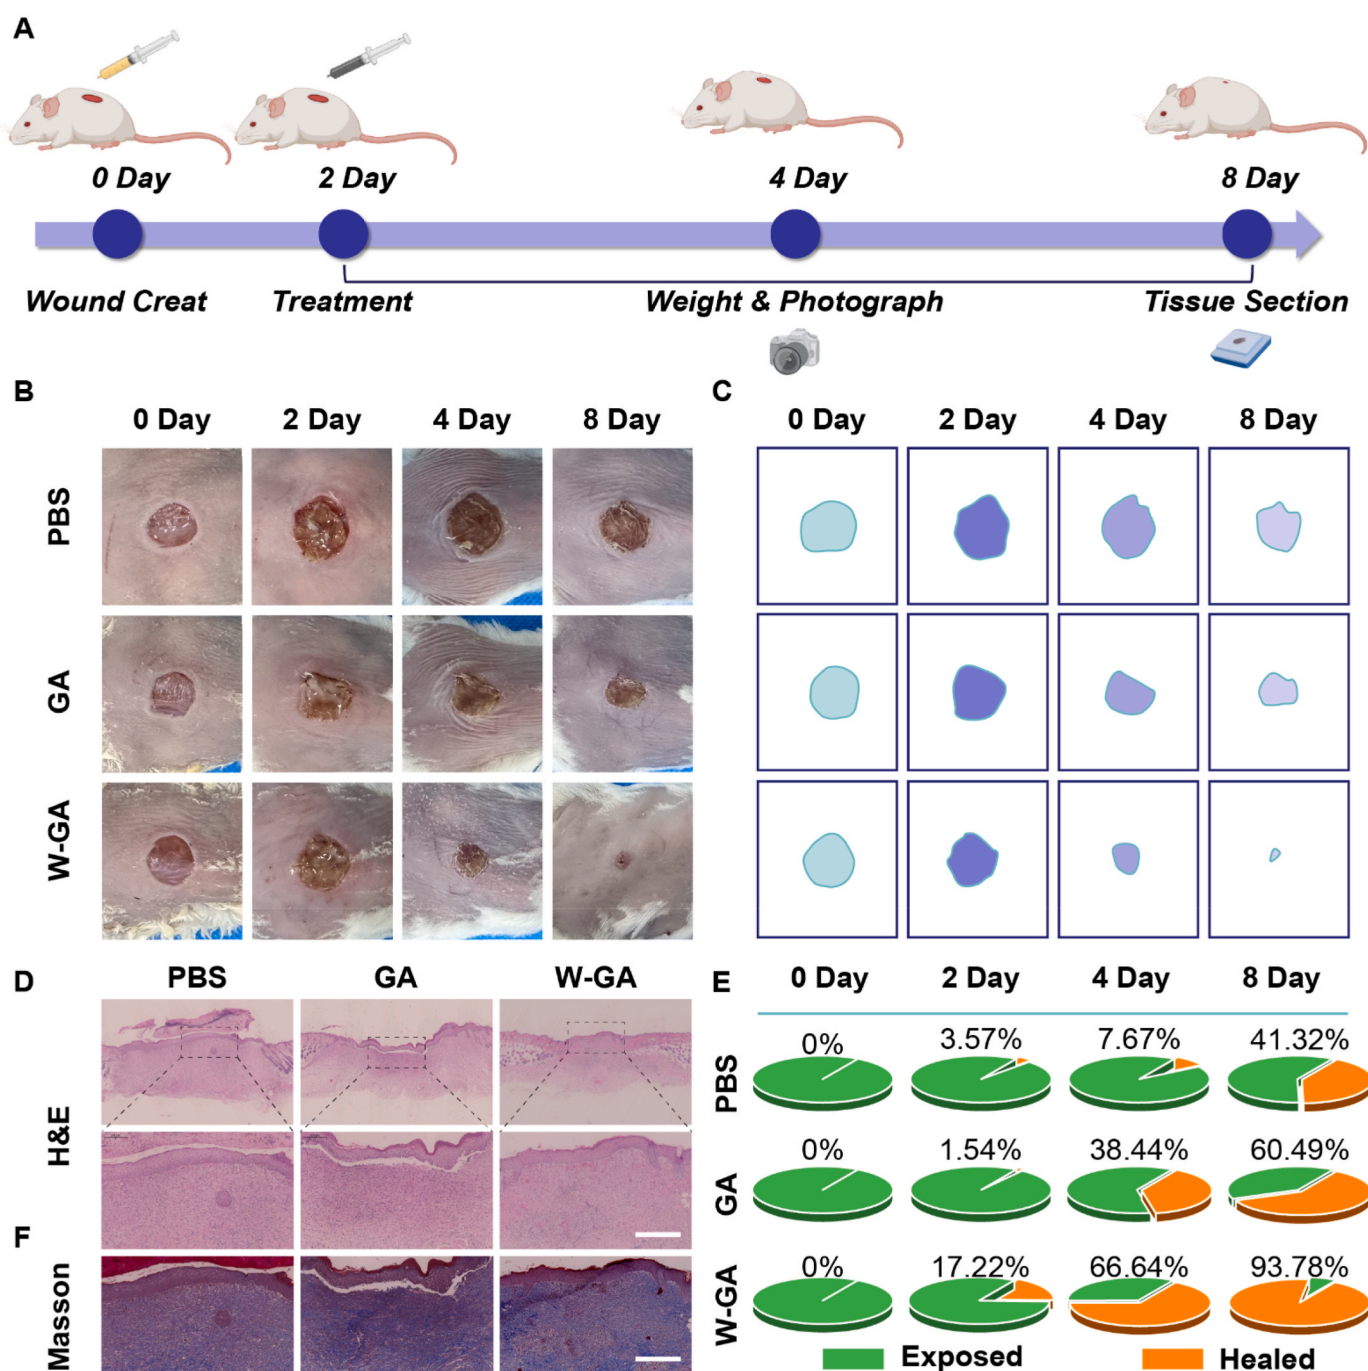 A
0 Day
2 Day
4 Day
8 Day
Wound Creat
Treatment
Weight & Photograph
Tissue Section
B
0 Day 2 Day 4 Day 8 Day
PBS
GA
W-GA
C
0 Day 2 Day 4 Day 8 Day
D
PBS GA W-GA
H&E
F
Masson
E
0 Day 2 Day 4 Day 8 Day
PBS
0% 3.57% 7.67% 41.32%
GA
0% 1.54% 38.44% 60.49%
W-GA
0% 17.22% 66.64% 93.78%
Exposed Healed